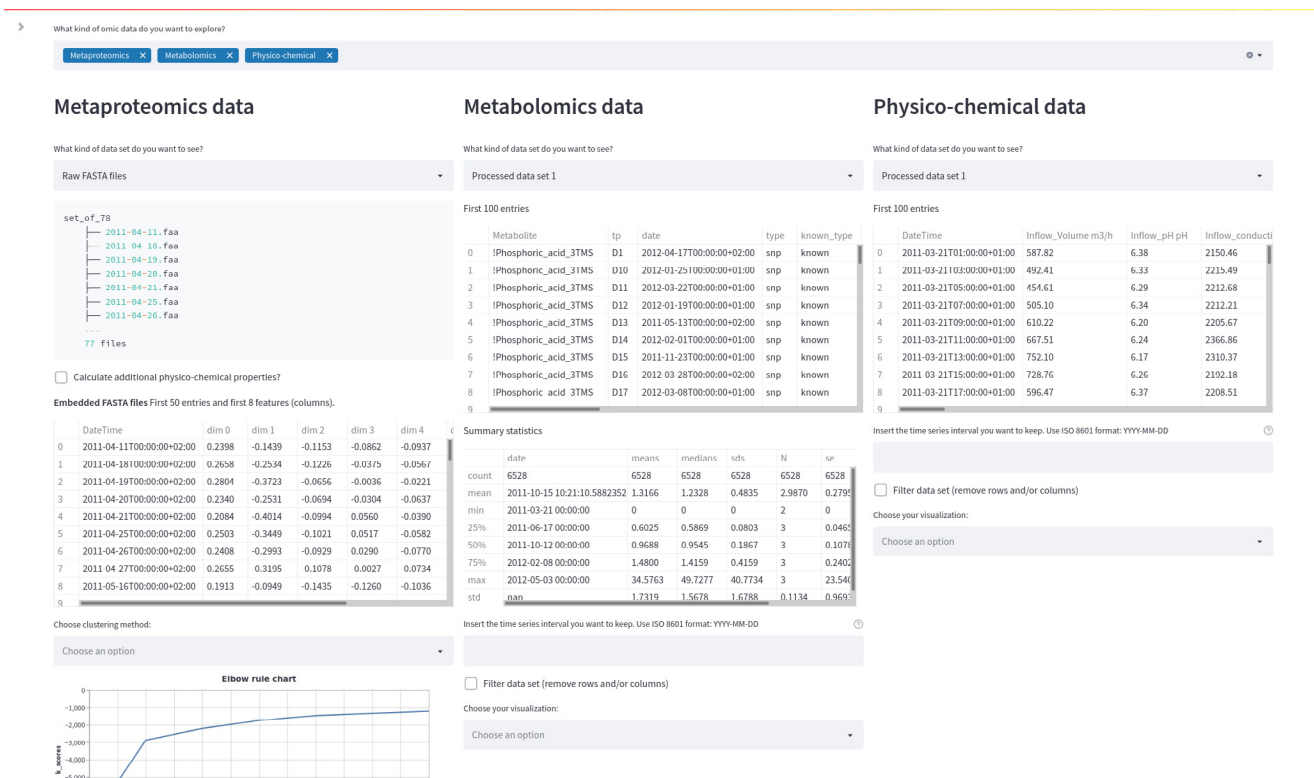 What kind of omic data do you want to explore?
Metaproteomics Metabolomics Physico-chemical
Metaproteomics data
What kind of data set do you want to see?
Raw FASTA files
set_of_78
2011-04-11.faa
2011 04 18.faa
2011-04-19.faa
2011-04-20.faa
2011-04-21.faa
2011-04-25.faa
2011-04-26.faa
...
77 files
Calculate additional physico-chemical properties?
Embedded FASTA files First 50 entries and first 8 features (columns).
DateTime dim 0 dim 1 dim 2 dim 3 dim 4
0 2011-04-11T00:00:00+02:00 0.2398 -0.1439 -0.1153 -0.0862 -0.0937
1 2011-04-18T00:00:00+02:00 0.2658 -0.2534 -0.1226 -0.0375 -0.0567
2 2011-04-19T00:00:00+02:00 0.2804 -0.3723 -0.0656 -0.0036 -0.0221
3 2011-04-20T00:00:00+02:00 0.2340 -0.2531 -0.0694 -0.0304 -0.0637
4 2011-04-21T00:00:00+02:00 0.2084 -0.4014 -0.0994 0.0560 -0.0390
5 2011-04-25T00:00:00+02:00 0.2503 -0.3449 -0.1021 0.0517 -0.0582
6 2011-04-26T00:00:00+02:00 0.2408 -0.2993 -0.0929 0.0290 -0.0770
7 2011 04 27T00:00:00+02:00 0.2655 0.3195 0.1078 0.0027 0.0734
8 2011-05-16T00:00:00+02:00 0.1913 -0.0949 -0.1435 -0.1260 -0.1036
9
Choose clustering method:
Choose an option
Elbow rule chart
0
-1,000
-2,000
-3,000
-4,000
-5,000
k_scores
Metabolomics data
What kind of data set do you want to see?
Processed data set 1
First 100 entries
Metabolite tp date type known_type
0 !Phosphoric_acid_3TMS D1 2012-04-17T00:00:00+02:00 snp known
1 !Phosphoric_acid_3TMS D10 2012-01-25T00:00:00+01:00 snp known
2 !Phosphoric_acid_3TMS D11 2012-03-22T00:00:00+01:00 snp known
3 !Phosphoric_acid_3TMS D12 2012-01-19T00:00:00+01:00 snp known
4 !Phosphoric_acid_3TMS D13 2011-05-13T00:00:00+02:00 snp known
5 !Phosphoric_acid_3TMS D14 2012-02-01T00:00:00+01:00 snp known
6 !Phosphoric_acid_3TMS D15 2011-11-23T00:00:00+01:00 snp known
7 !Phosphoric_acid_3TMS D16 2012 03 28T00:00:00+02:00 snp known
8 !Phosphoric acid 3TMS D17 2012-03-08T00:00:00+01:00 snp known
9
Summary statistics
date means medians sds N se
count 6528 6528 6528 6528 6528 6528
mean 2011-10-15 10:21:10.5882352 1.3166 1.2328 0.4835 2.9870 0.2795
min 2011-03-21 00:00:00 0 0 0 2 0
25% 2011-06-17 00:00:00 0.6025 0.5869 0.0803 3 0.0465
50% 2011-10-12 00:00:00 0.9688 0.9545 0.1867 3 0.1078
75% 2012-02-08 00:00:00 1.4800 1.4159 0.4159 3 0.2402
max 2012-05-03 00:00:00 34.5763 49.7277 40.7734 3 23.540
std nan 1.7319 1.5678 1.6788 0.1134 0.9693
Insert the time series interval you want to keep. Use ISO 8601 format: YYYY-MM-DD
Filter data set (remove rows and/or columns)
Choose your visualization:
Choose an option
Physico-chemical data
What kind of data set do you want to see?
Processed data set 1
First 100 entries
DateTime Inflow_Volume m3/h Inflow_pH pH Inflow_conducti
0 2011-03-21T01:00:00+01:00 587.82 6.38 2150.46
1 2011-03-21T03:00:00+01:00 492.41 6.33 2215.49
2 2011-03-21T05:00:00+01:00 454.61 6.29 2212.68
3 2011-03-21T07:00:00+01:00 505.10 6.34 2212.21
4 2011-03-21T09:00:00+01:00 610.22 6.20 2205.67
5 2011-03-21T11:00:00+01:00 667.51 6.24 2366.86
6 2011-03-21T13:00:00+01:00 752.10 6.17 2310.37
7 2011 03 21T15:00:00+01:00 728.76 6.26 2192.18
8 2011-03-21T17:00:00+01:00 596.47 6.37 2208.51
9
Insert the time series interval you want to keep. Use ISO 8601 format: YYYY-MM-DD
Filter data set (remove rows and/or columns)
Choose your visualization:
Choose an option